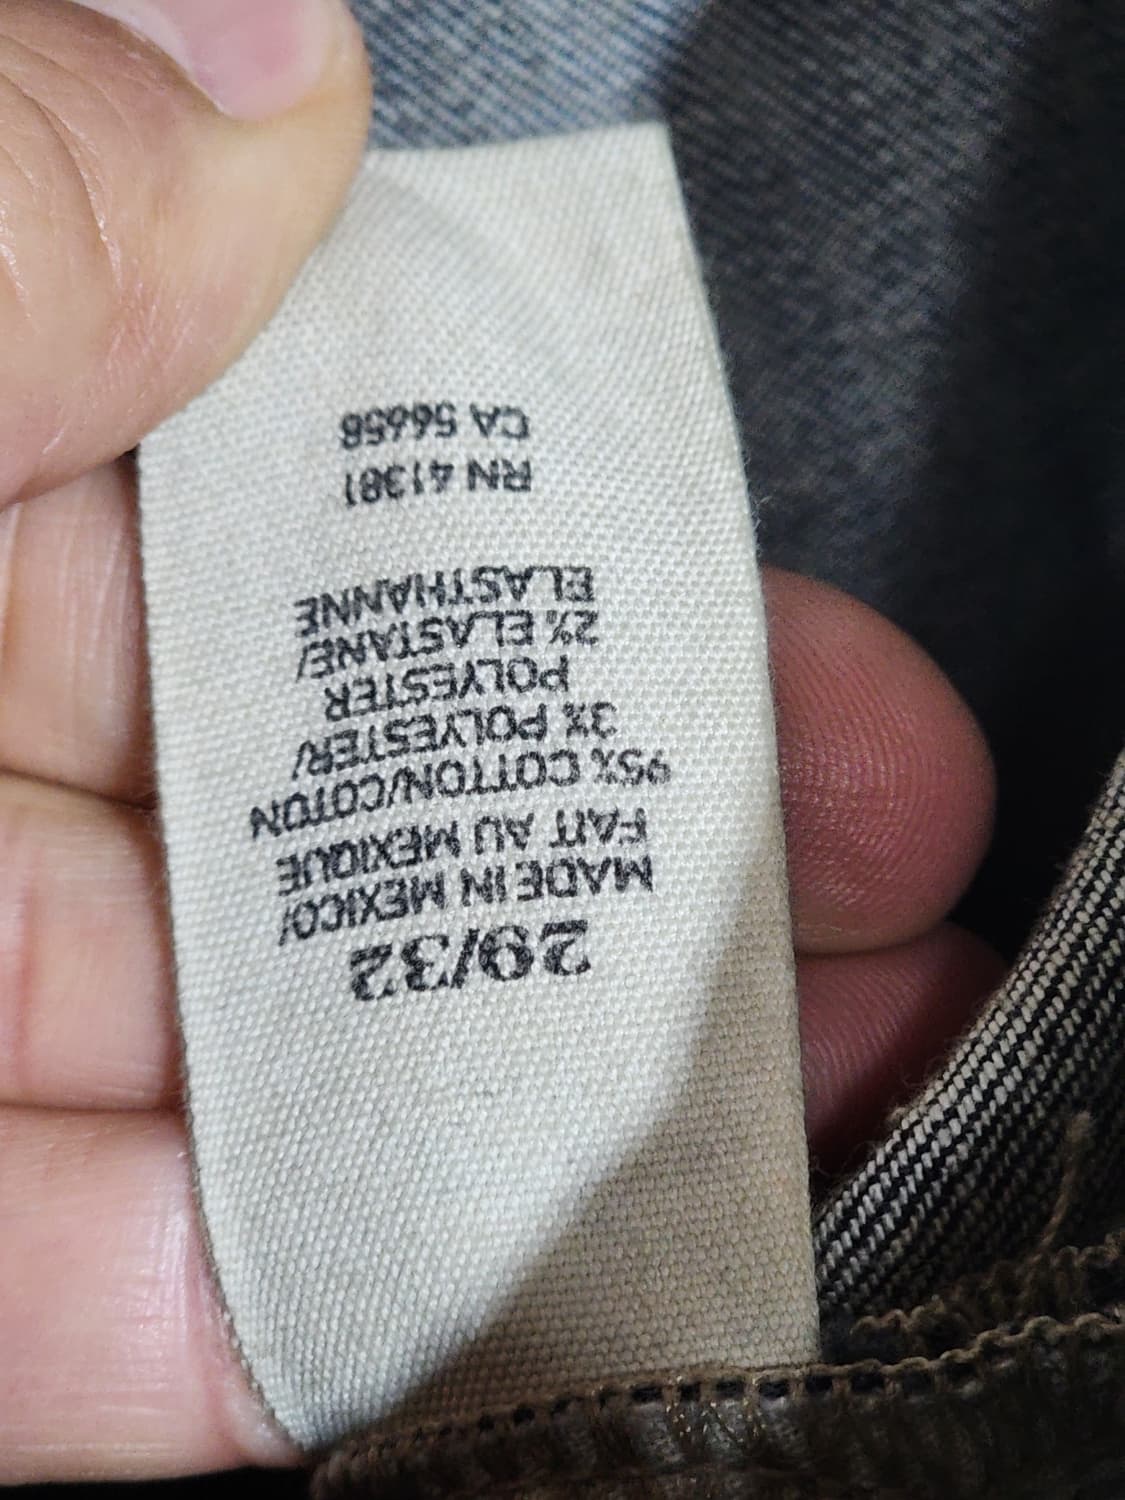 29/32
MADE IN MEXICO/
FAIT AU MEXIQUE
95% COTTON/COTON
3% POLYESTER/
POLYESTER
2% ELASTANE/
ELASTHANNE
RN 41381
CA 56658